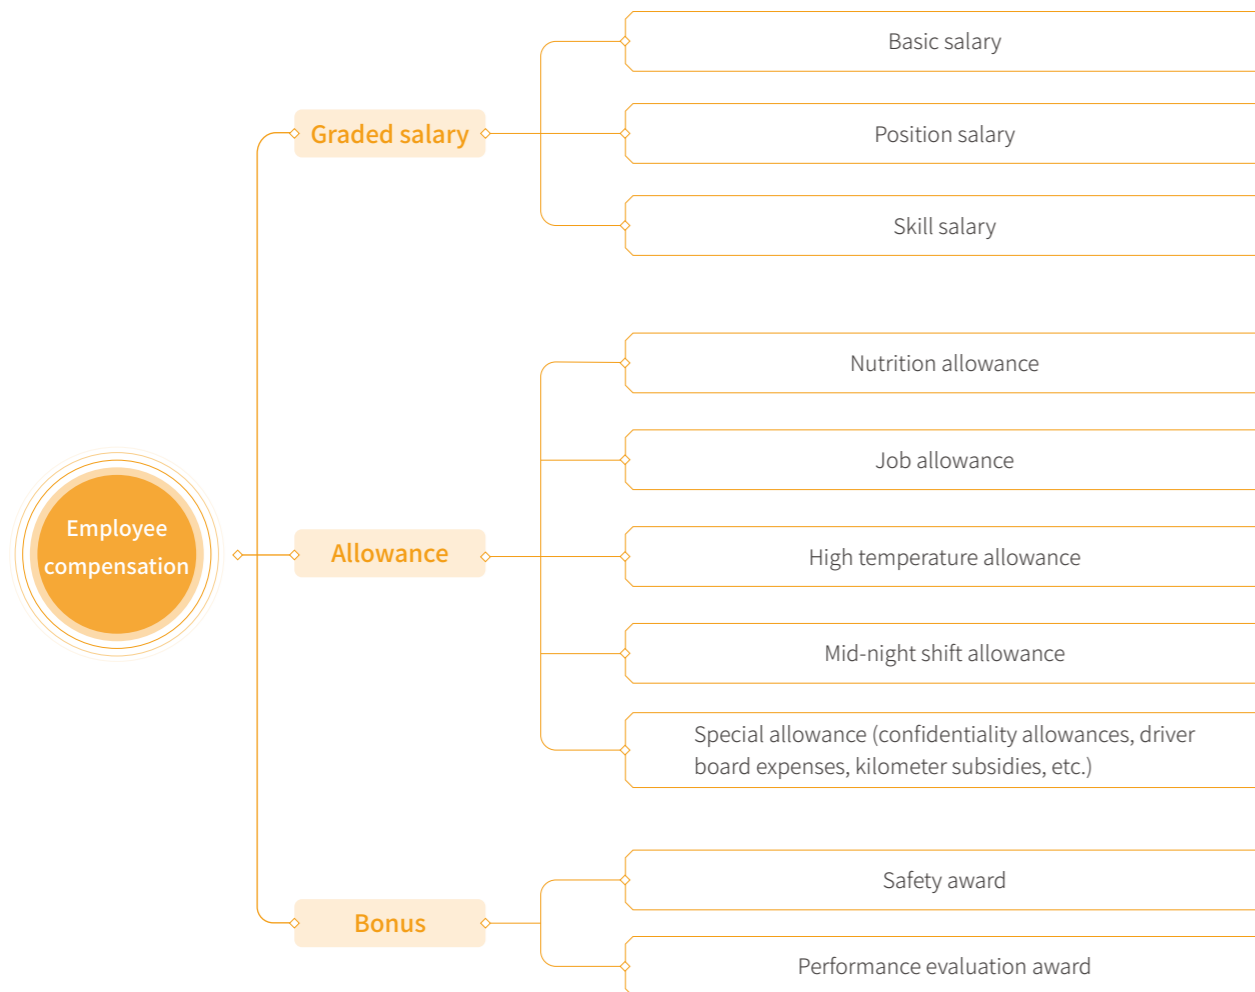 Employee
compensation
Graded salary
Basic salary
Position salary
Skill salary
Allowance
Nutrition allowance
Job allowance
High temperature allowance
Mid-night shift allowance
Special allowance (confidentiality allowances, driver
board expenses, kilometer subsidies, etc.)
Bonus
Safety award
Performance evaluation award